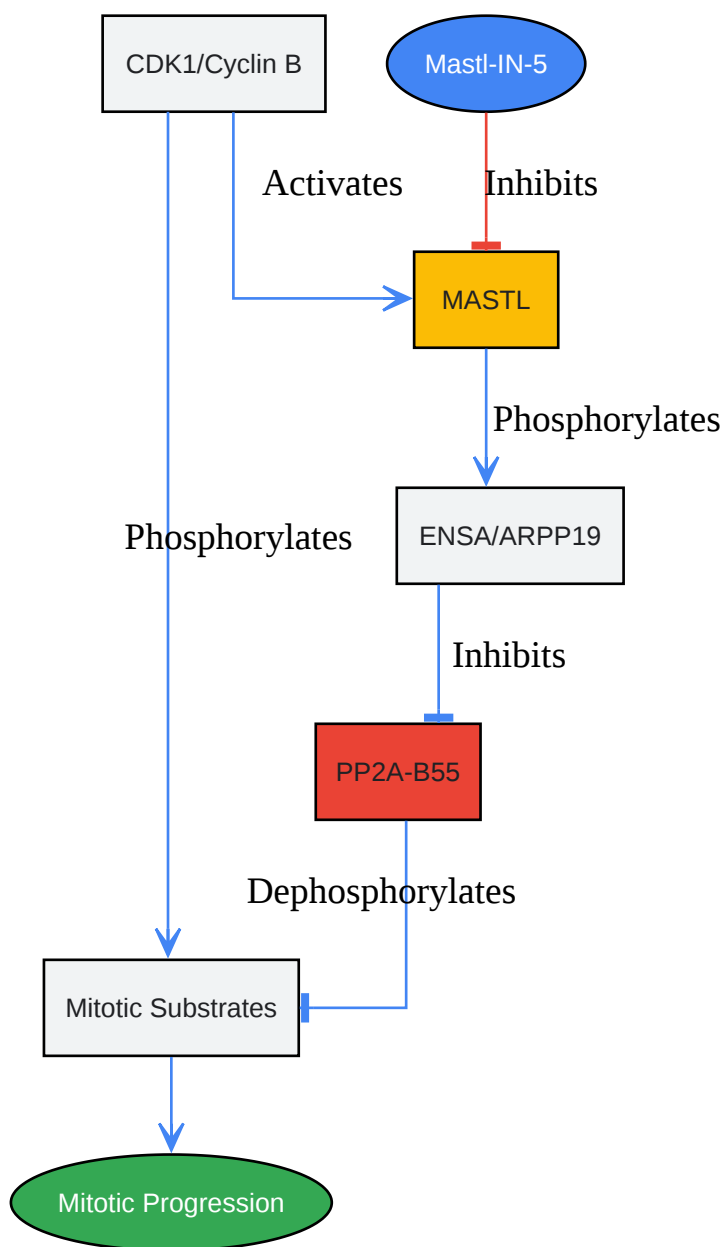 CDK1/Cyclin B
Mastl-IN-5
Activates
Inhibits
MASTL
Phosphorylates
Phosphorylates
ENSA/ARPP19
Inhibits
PP2A-B55
Dephosphorylates
Mitotic Substrates
Mitotic Progression